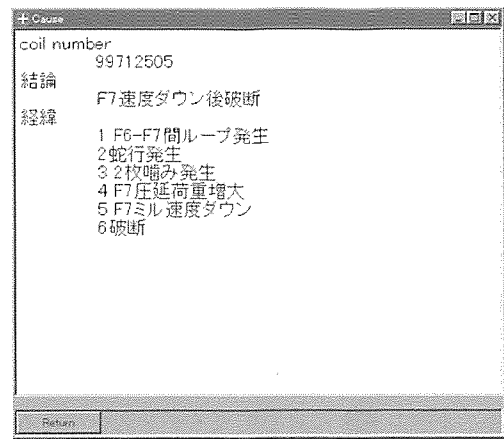 Cause
coil number
99712505
結論
F7速度ダウン後破断
経緯
1 F6-F7間ループ発生
2蛇行発生
3 2枚噛み発生
4 F7圧延荷重増大
5 F7ミル速度ダウン
6破断
Return